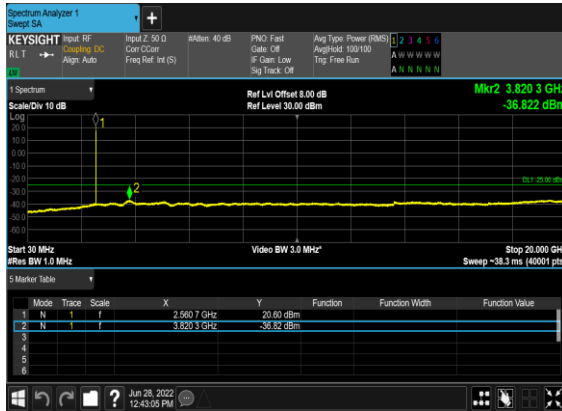 Spectrum Analyzer 1
Swept SA
+
KEYSIGHT Input: RF Input Z: 50 Ω #Atten: 40 dB PNO: Fast Avg Type: Power (RMS) 1 2 3 4 5 6
RLT Coupling: DC Corr CCorr Gate: Off Avg|Hold: 100/100 A W W W W W
Align: Auto Freq Ref: Int (S) IF Gain: Low Trig: Free Run
LXI Sig Track: Off A N N N N N
1 Spectrum Ref Lvl Offset 8.00 dB Mkr2 3.820 3 GHz
Scale/Div 10 dB Ref Level 30.00 dBm -36.822 dBm
Log
20.0
10.0
0.00
-10.0
-20.0
-30.0
-40.0
-50.0
-60.0
1
2
DL1 -25.00 dB
Start 30 MHz Video BW 3.0 MHz* Stop 20.000 GH
#Res BW 1.0 MHz Sweep ~38.3 ms (40001 pts
5 Marker Table
Mode Trace Scale X Y Function Function Width Function Value
1 N 1 f 2.560 7 GHz 20.60 dBm
2 N 1 f 3.820 3 GHz -36.82 dBm
3
4
5
6
? Jun 28, 2022
12:43:05 PM